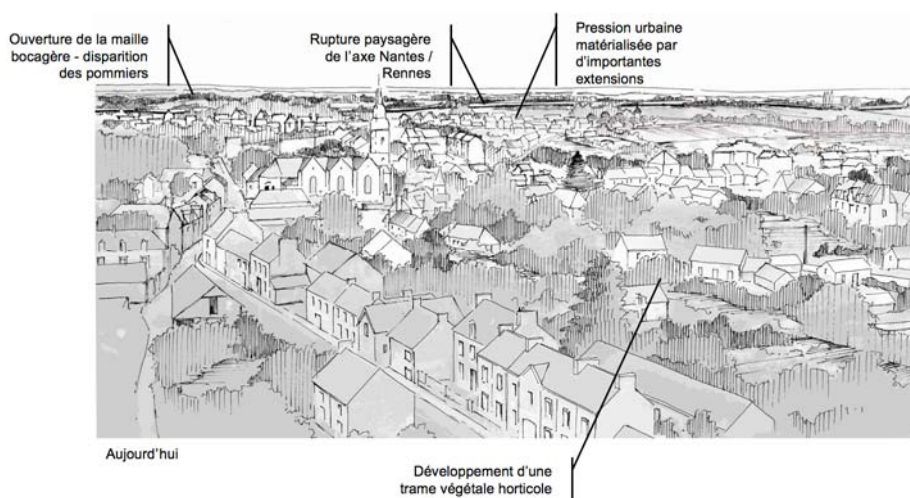 Ouverture de la maille
bocagère - disparition
des pommiers
Rupture paysagère
de l'axe Nantes /
Rennes
Pression urbaine
matérialisée par
d'importantes
extensions
Aujourd'hui
Développement d'une
trame végétale horticole